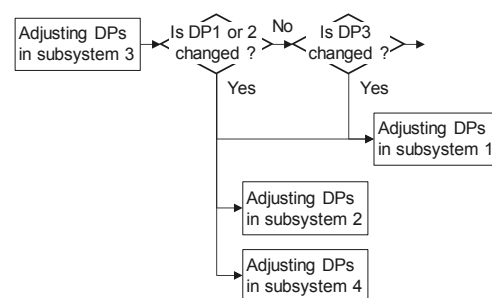 Adjusting DPs
in subsystem 3
Is DP1 or 2
changed ?
No
Is DP3
changed ?
Yes
Yes
Adjusting DPs
in subsystem 1
Adjusting DPs
in subsystem 2
Adjusting DPs
in subsystem 4